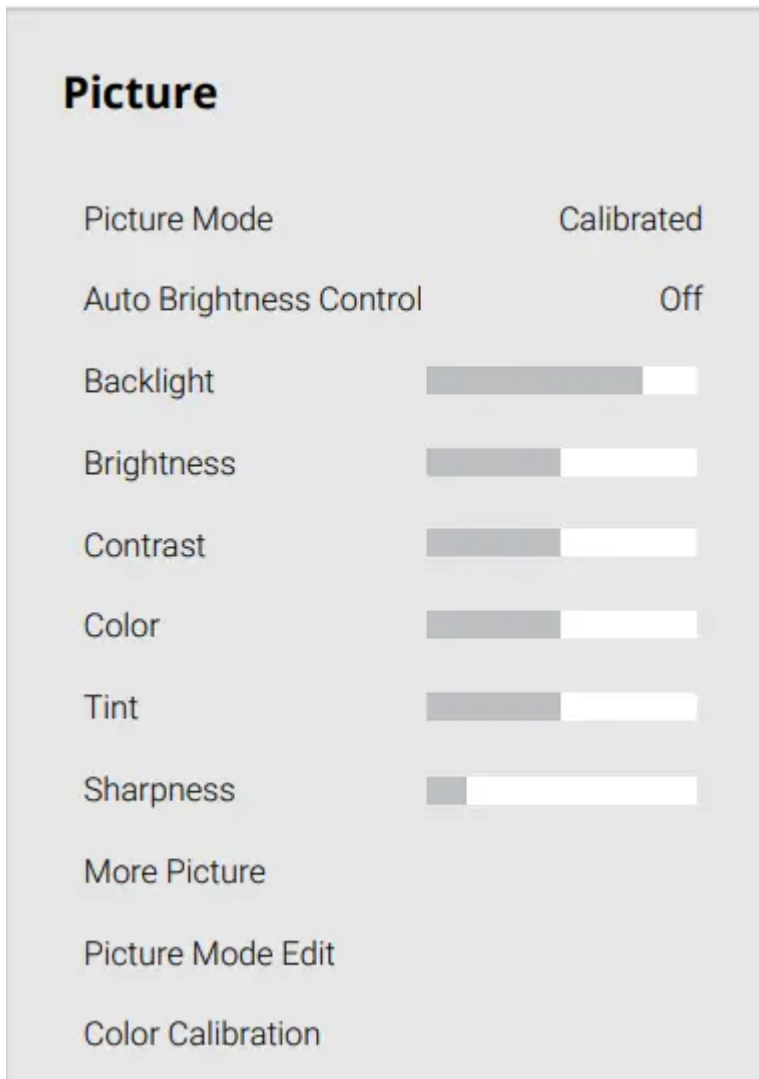 Picture
Picture Mode Calibrated
Auto Brightness Control Off
Backlight
Brightness
Contrast
Color
Tint
Sharpness
More Picture
Picture Mode Edit
Color Calibration